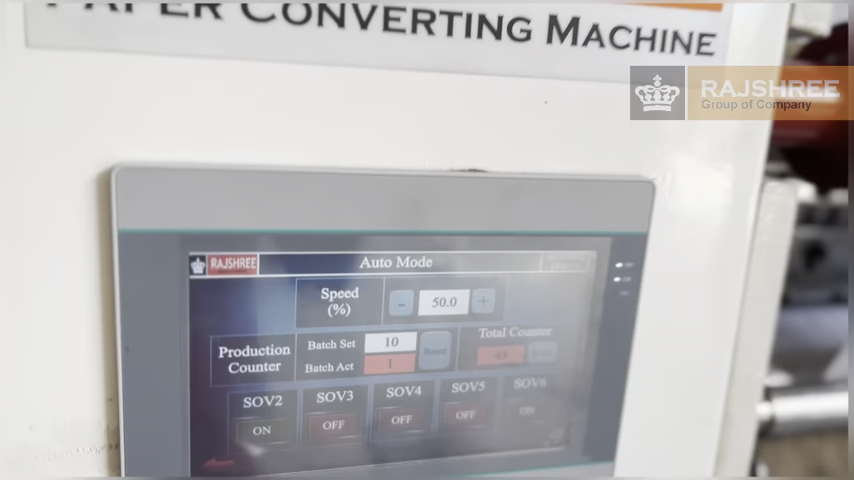 PAPER CONVERTING MACHINE
RAJSHREE
Group of Company
RAJSHREE
Auto Mode
Speed
(%)
- 50.0 +
Production
Counter
Batch Set 10
Batch Act 1
Reset
Total Counter
SOV2 SOV3 SOV4 SOV5 SOV6
ON OFF OFF OFF ON